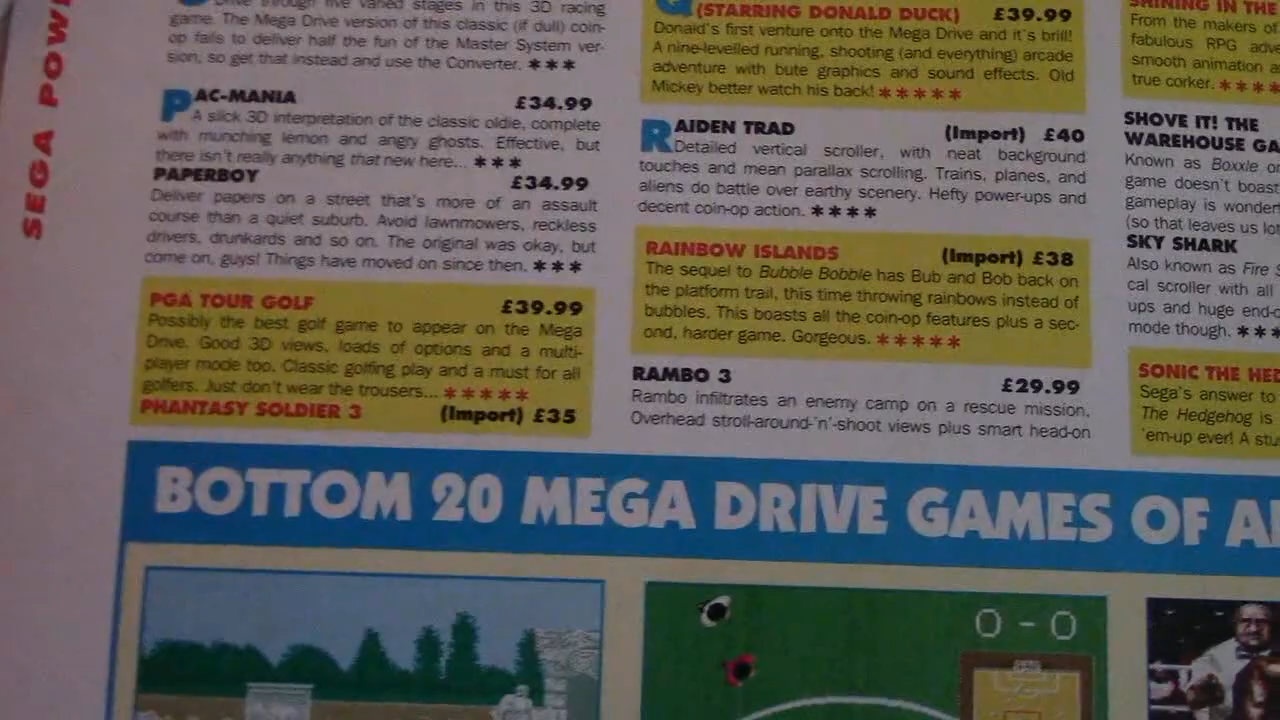 SEGA POWE
Drive through five varied stages in this 3D racing
game. The Mega Drive version of this classic (if dull) coin-
op fails to deliver half the fun of the Master System ver-
sion, so get that instead and use the Converter. ✱✱✱
PAC-MANIA £34.99
A slick 3D interpretation of the classic oldie, complete
with munching lemon and angry ghosts. Effective, but
there isn't really anything that new here... ✱✱✱
PAPERBOY £34.99
Deliver papers on a street that's more of an assault
course than a quiet suburb. Avoid lawnmowers, reckless
drivers, drunkards and so on. The original was okay, but
come on, guys! Things have moved on since then. ✱✱✱
PGA TOUR GOLF £39.99
Possibly the best golf game to appear on the Mega
Drive. Good 3D views, loads of options and a multi-
player mode too. Classic golfing play and a must for all
golfers. Just don't wear the trousers... ✱✱✱✱✱
PHANTASY SOLDIER 3 (Import) £35
(STARRING DONALD DUCK) £39.99
Donald's first venture onto the Mega Drive and it's brill!
A nine-levelled running, shooting (and everything) arcade
adventure with bute graphics and sound effects. Old
Mickey better watch his back! ✱✱✱✱✱
RAIDEN TRAD (Import) £40
Detailed vertical scroller, with neat background
touches and mean parallax scrolling. Trains, planes, and
aliens do battle over earthy scenery. Hefty power-ups and
decent coin-op action. ✱✱✱✱
RAINBOW ISLANDS (Import) £38
The sequel to Bubble Bobble has Bub and Bob back on
the platform trail, this time throwing rainbows instead of
bubbles. This boasts all the coin-op features plus a sec-
ond, harder game. Gorgeous. ✱✱✱✱✱
RAMBO 3 £29.99
Rambo infiltrates an enemy camp on a rescue mission.
Overhead stroll-around-'n'-shoot views plus smart head-on
SHINING IN THE
From the makers of
fabulous RPG adve
smooth animation a
true corker. ✱✱✱✱
SHOVE IT! THE
WAREHOUSE GA
Known as Boxxle o
game doesn't boast
gameplay is wonder
(so that leaves us lot
SKY SHARK
Also known as Fire S
cal scroller with all
ups and huge end-o
mode though. ✱✱✱
SONIC THE HED
Sega's answer to
The Hedgehog is
'em-up ever! A stu
BOTTOM 20 MEGA DRIVE GAMES OF A
0 - 0